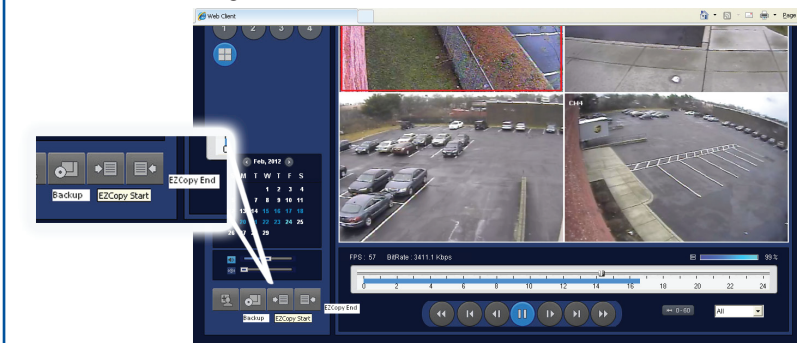 Web Client
Page
1 2 3 4
CH4
Feb, 2012
M T W T F S
1 2 3 4
7 8 9 10 11
13 14 15 16 17 18
20 21 22 23 24 25
26 27 28 29
Backup
EZCopy Start
EZCopy End
FPS : 57 BitRate : 3411.1 Kbps
99%
0 2 4 6 8 10 12 14 16 18 20 22 24
Backup
EZCopy Start
EZCopy End
0~60
All